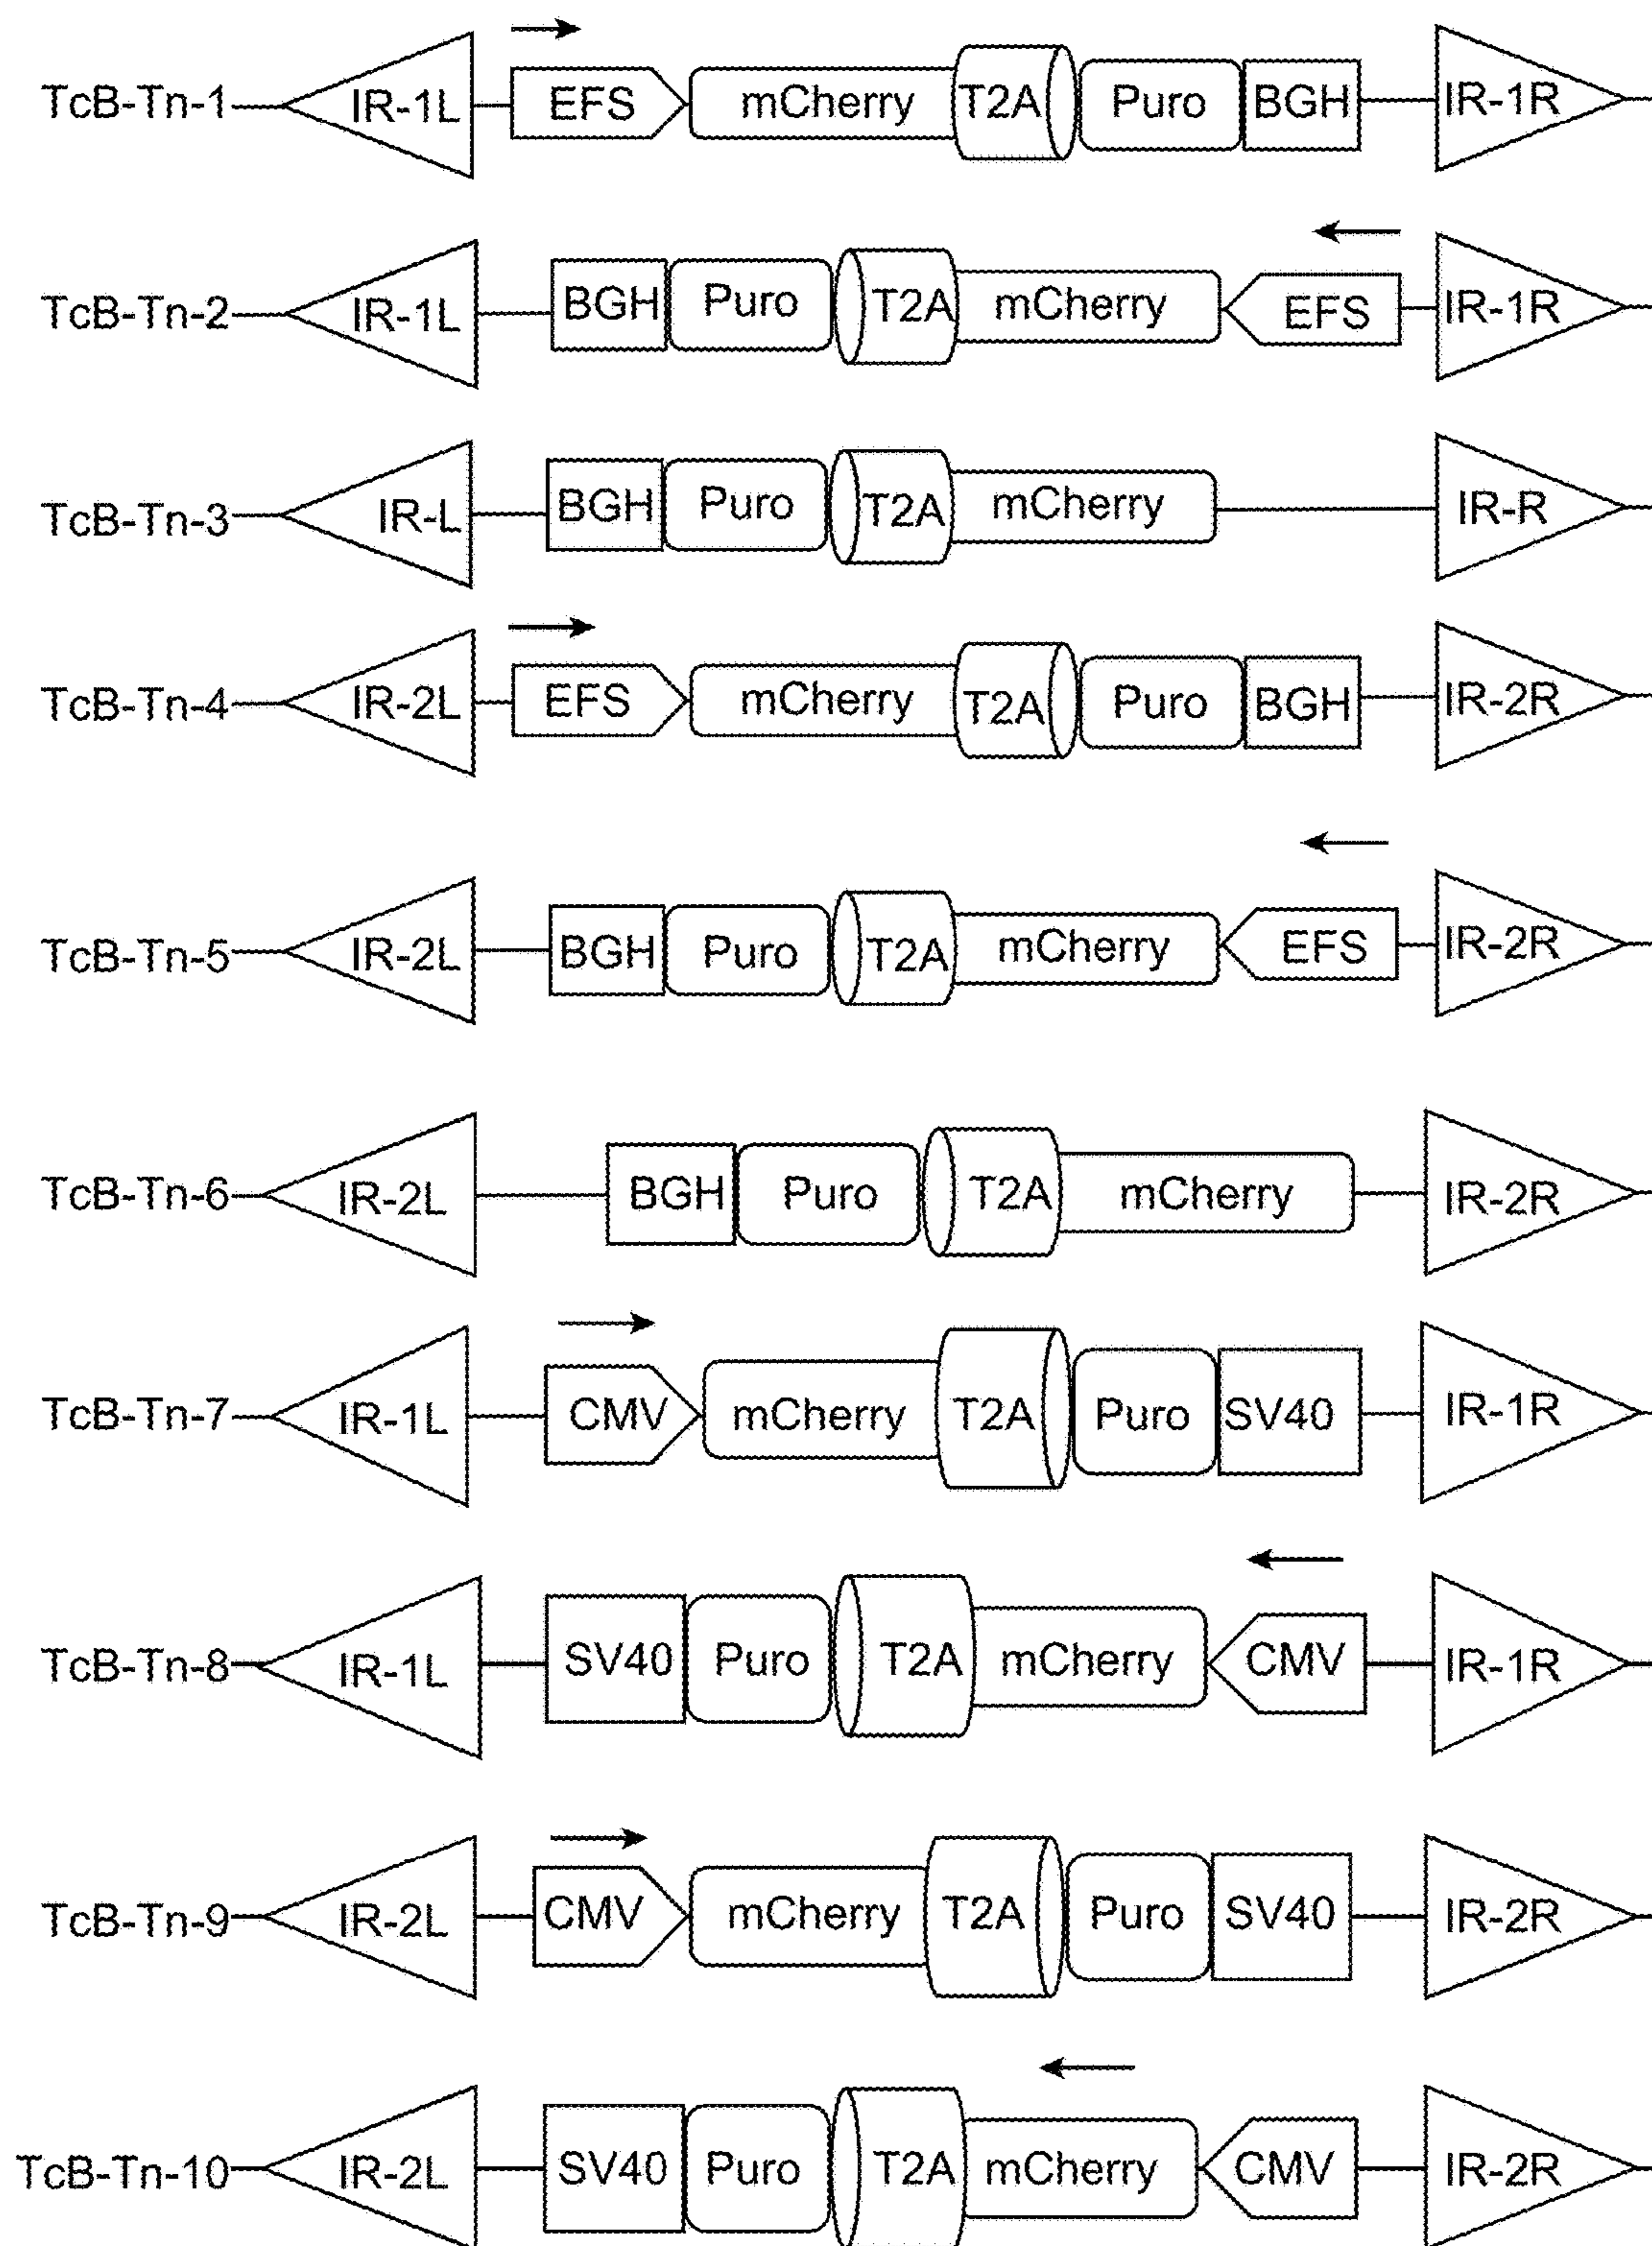 TcB-Tn-1 IR-1L EFS mCherry T2A Puro BGH IR-1R
TcB-Tn-2 IR-1L BGH Puro T2A mCherry EFS IR-1R
TcB-Tn-3 IR-L BGH Puro T2A mCherry IR-R
TcB-Tn-4 IR-2L EFS mCherry T2A Puro BGH IR-2R
TcB-Tn-5 IR-2L BGH Puro T2A mCherry EFS IR-2R
TcB-Tn-6 IR-2L BGH Puro T2A mCherry IR-2R
TcB-Tn-7 IR-1L CMV mCherry T2A Puro SV40 IR-1R
TcB-Tn-8 IR-1L SV40 Puro T2A mCherry CMV IR-1R
TcB-Tn-9 IR-2L CMV mCherry T2A Puro SV40 IR-2R
TcB-Tn-10 IR-2L SV40 Puro T2A mCherry CMV IR-2R